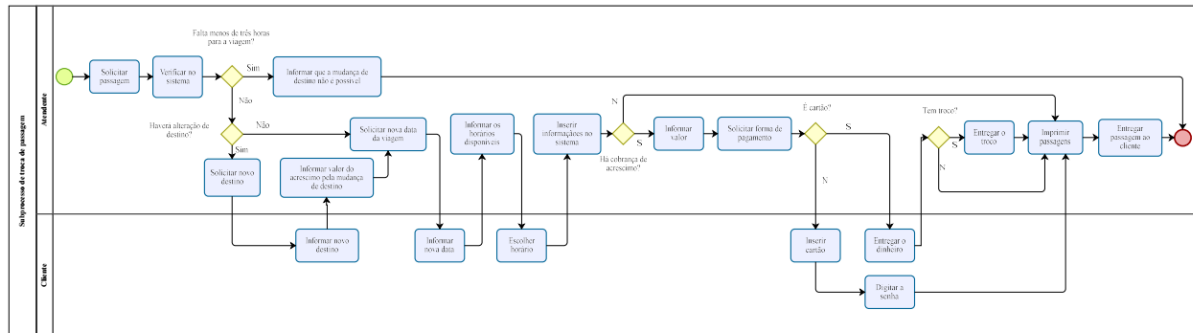 Subprocesso de troca de passagem
Atendente
Cliente
Falta menos de três horas
para a viagem?
Solicitar
passagem
Verificar no
sistema
Sim
Informar que a mudança de
destino não é possível
Não
Haverá alteração de
destino?
Não
Sim
Solicitar novo
destino
Informar novo
destino
Informar valor do
acrescimo pela mudança
de destino
Solicitar nova data
da viagem
Informar
nova data
Informar os
horários
disponíveis
Escolher
horário
Inserir
informações no
sistema
N
S
Há cobrança de
acrescimo?
Informar
valor
Solicitar forma de
pagamento
É cartão?
S
N
Inserir
cartão
Digitar a
senha
Entregar o
dinheiro
Tem troco?
S
N
Entregar o
troco
Imprimir
passagens
Entregar
passagem ao
cliente